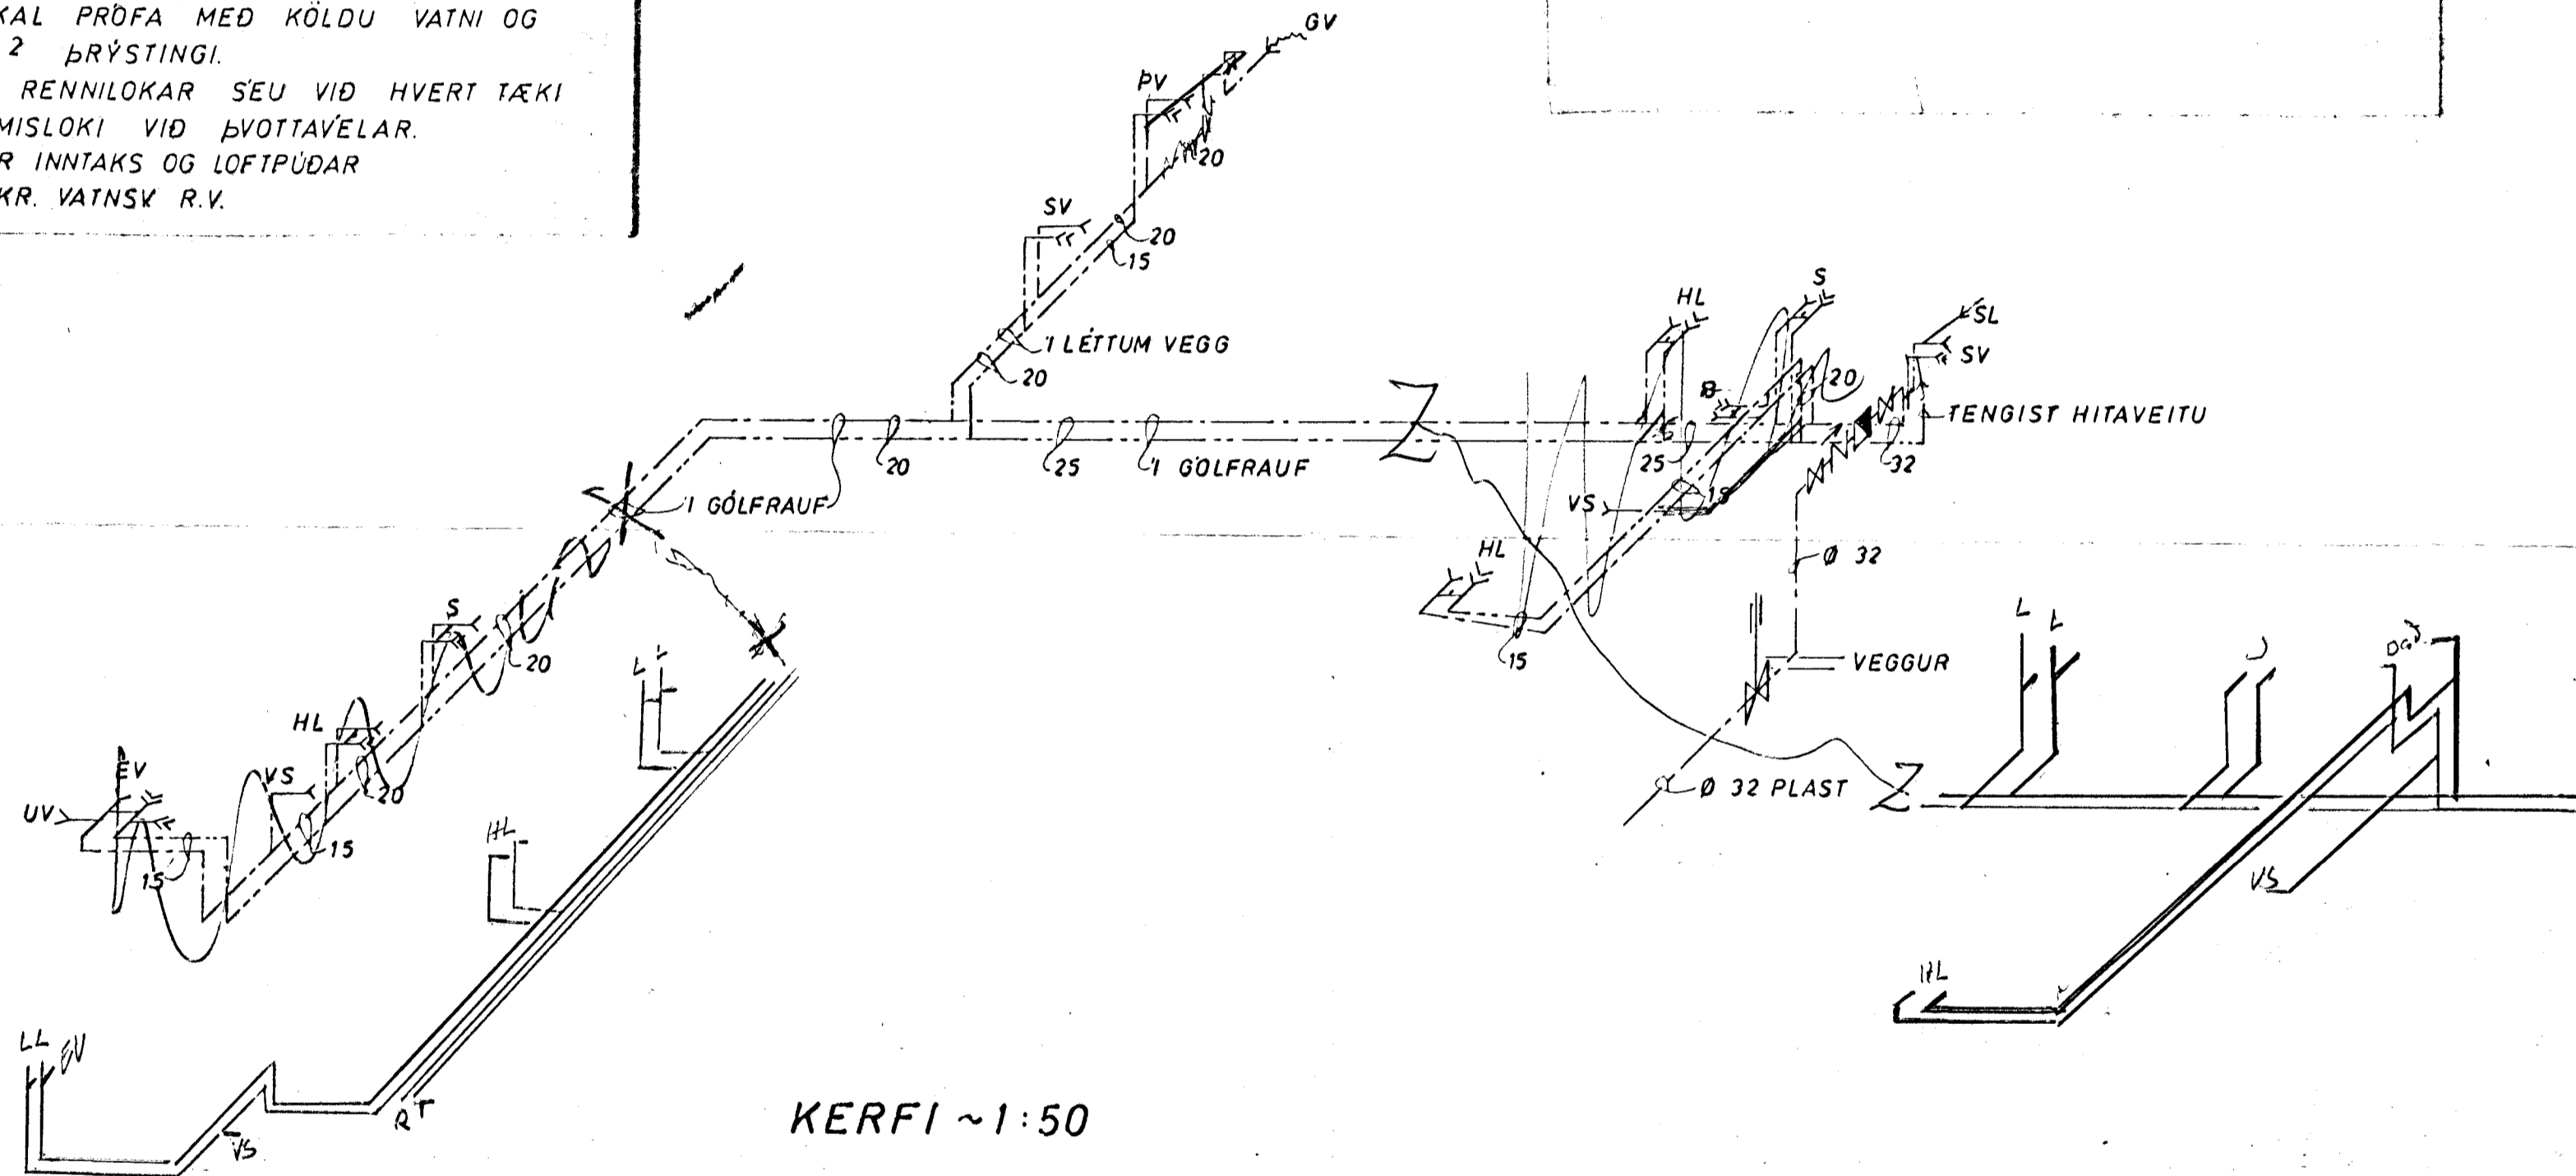 KAL PRÓFA MEÐ KÖLDU VATNI OG
2 ÞRÝSTINGI.
RENNILOKAR SÉU VIÐ HVERT TÆKI
MISLOKI VIÐ ÞVOTTAVÉLAR.
R INNTAKS OG LOFTPÚÐAR
KR. VATNSV R.V.
GV
ÞV
20
SV
20
15
Í LÉTTUM VEGG
20
HL
S
SL
SV
B
20
TENGIST HITAVEITU
Z
20
25
Í GÓLFRAUF
25
32
Í GÓLFRAUF
VS
15
HL
Ø 32
15
S
20
L L
VEGGUR
L L
HL
VS
20
EV
UV
15
15
Ø 32 PLAST
Z
HL
VS
HL
LL EV
R T
VS
KERFI ~1:50